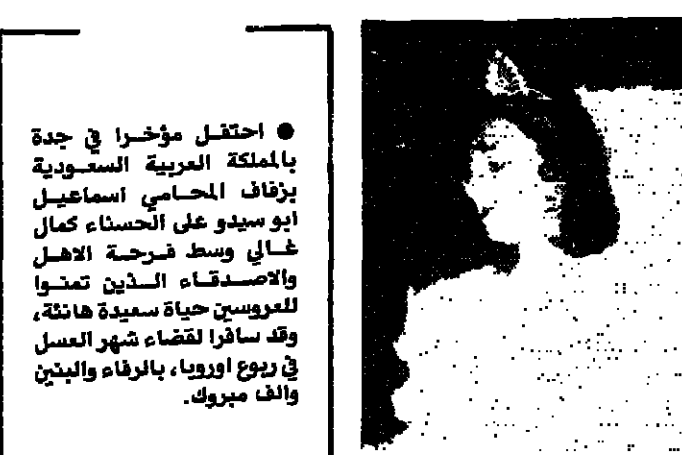 ● احتفل مؤخرا في جدة
بالمملكة العربية السعودية
بزفاف المحامي اسماعيل
ابو سيدو على الحسناء كمال
غالي وسط فرحة الاهل
والاصدقاء الذين تمنوا
للعروسين حياة سعيدة هانئة،
وقد سافرا لقضاء شهر العسل
في ربوع اوروبا، بالرفاء والبنين
والف مبروك.